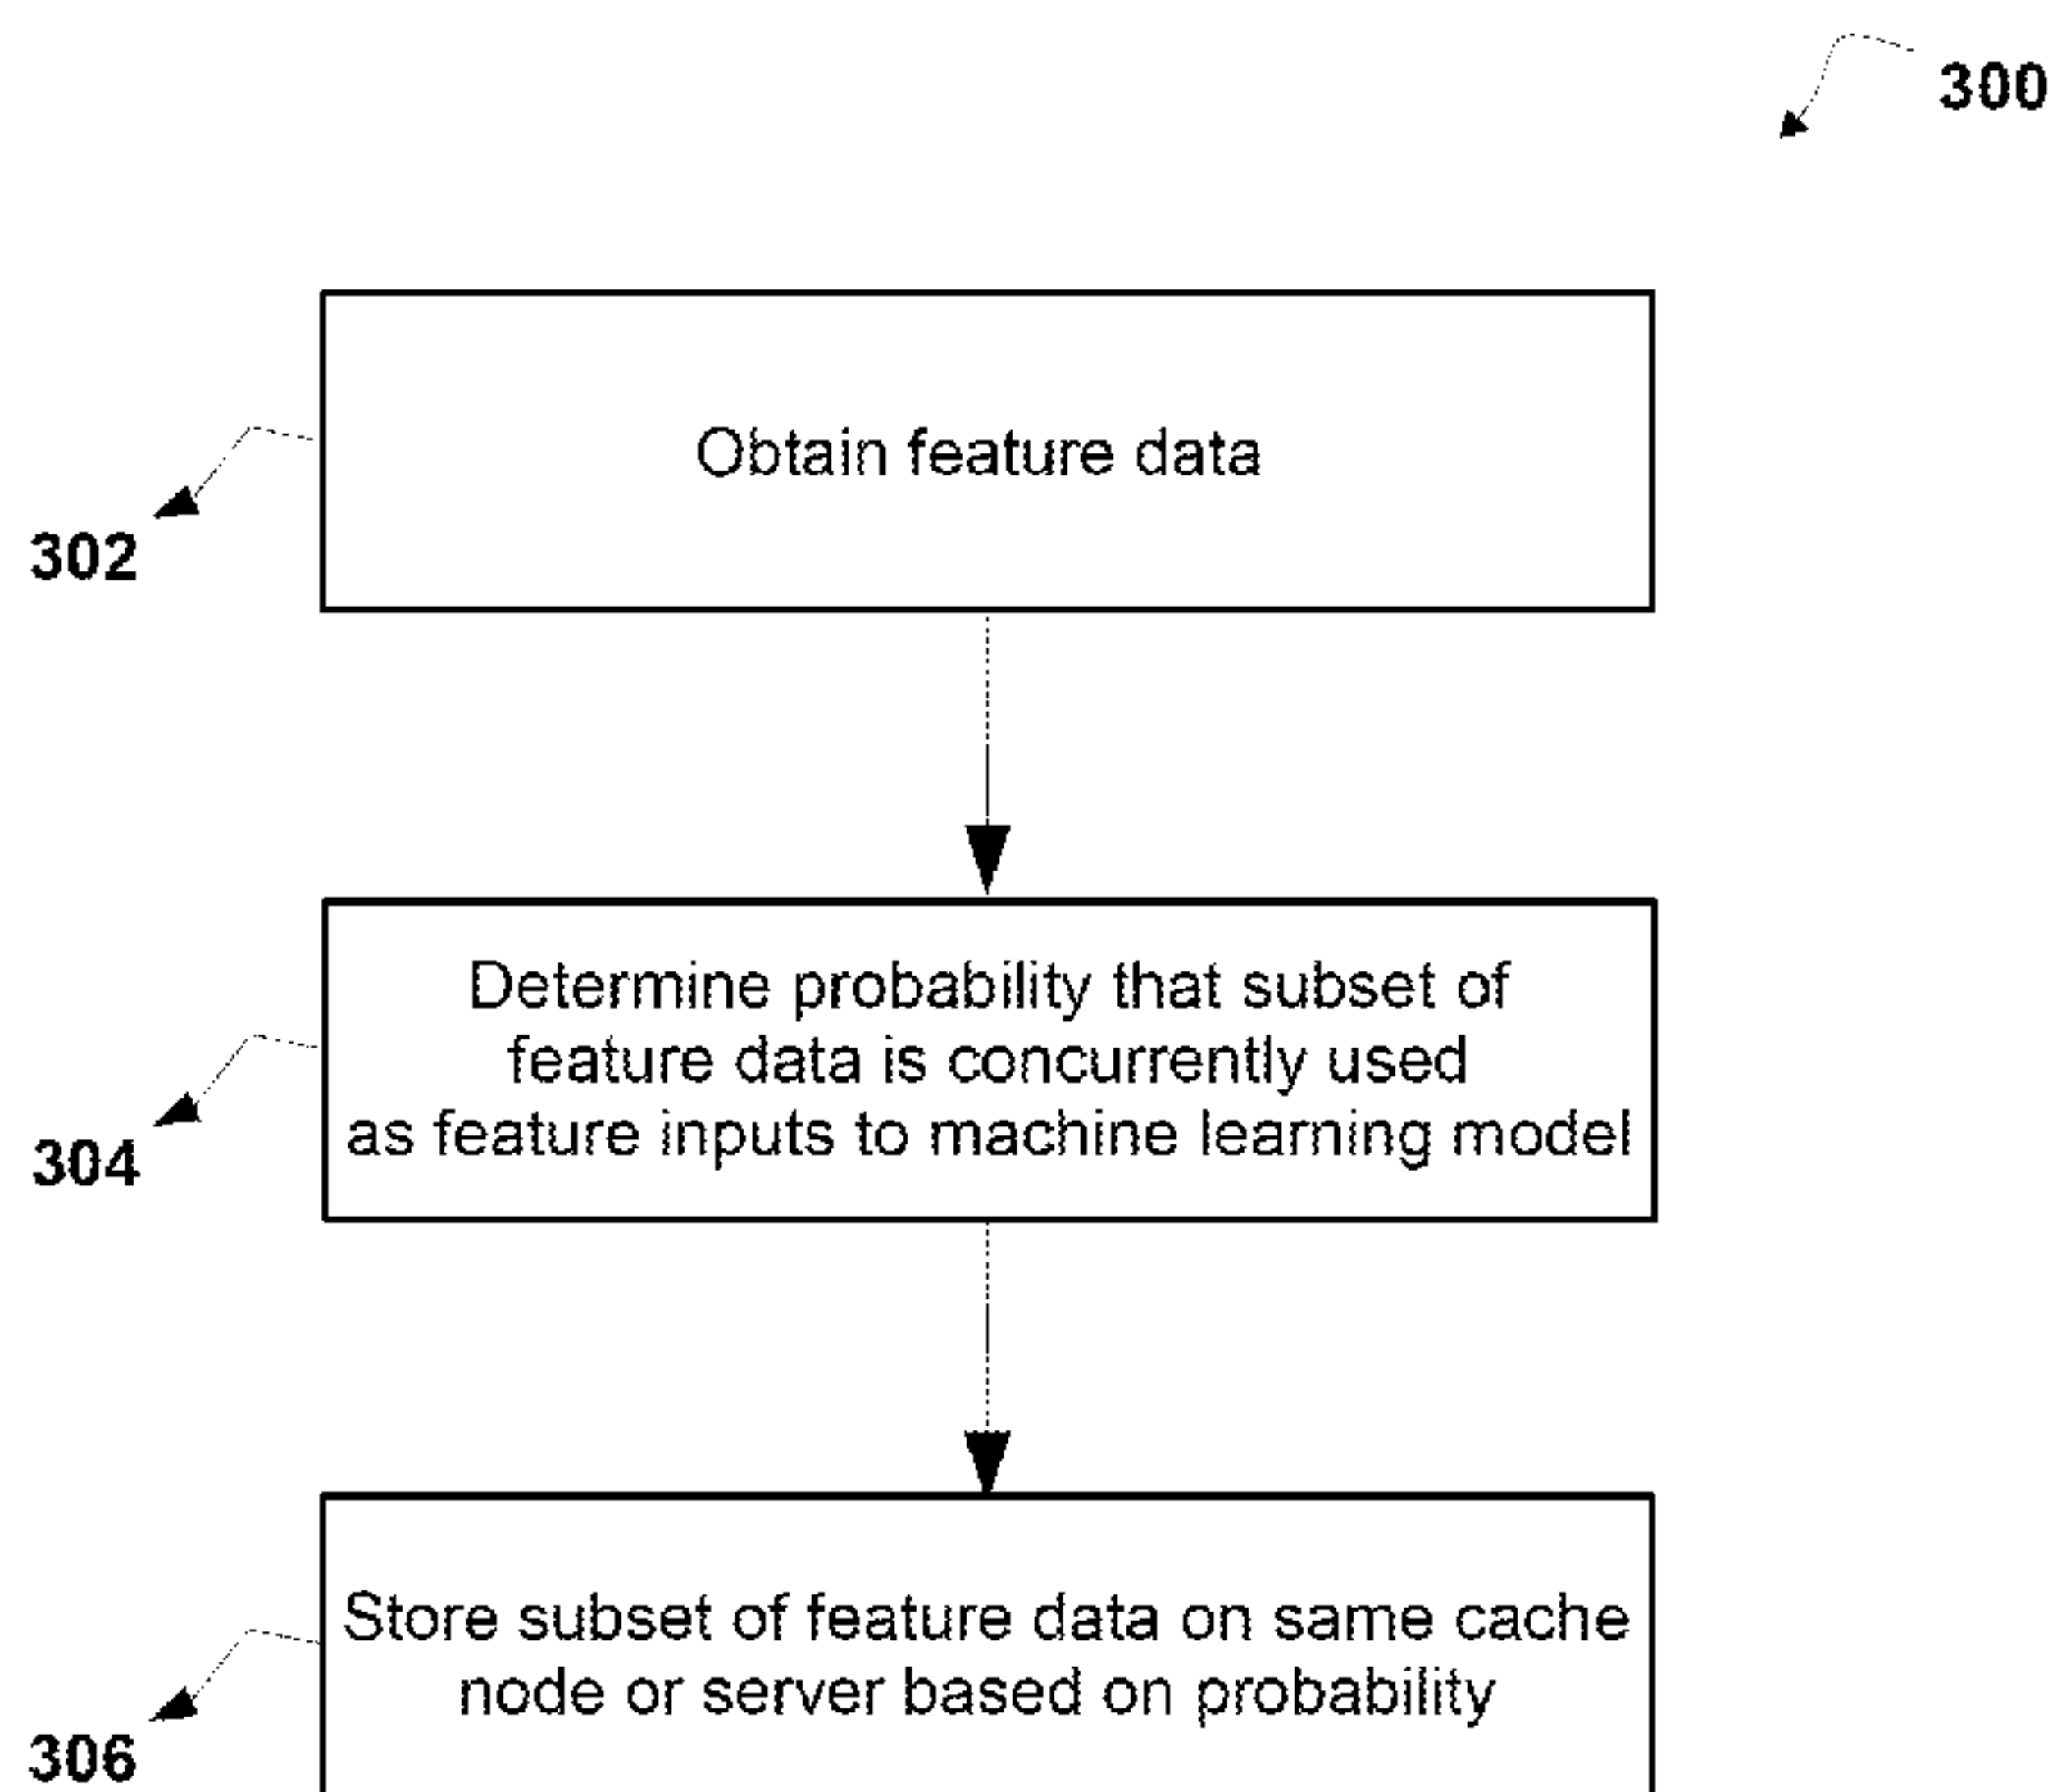 300
Obtain feature data
302
Determine probability that subset of
feature data is concurrently used
as feature inputs to machine learning model
304
Store subset of feature data on same cache
node or server based on probability
306